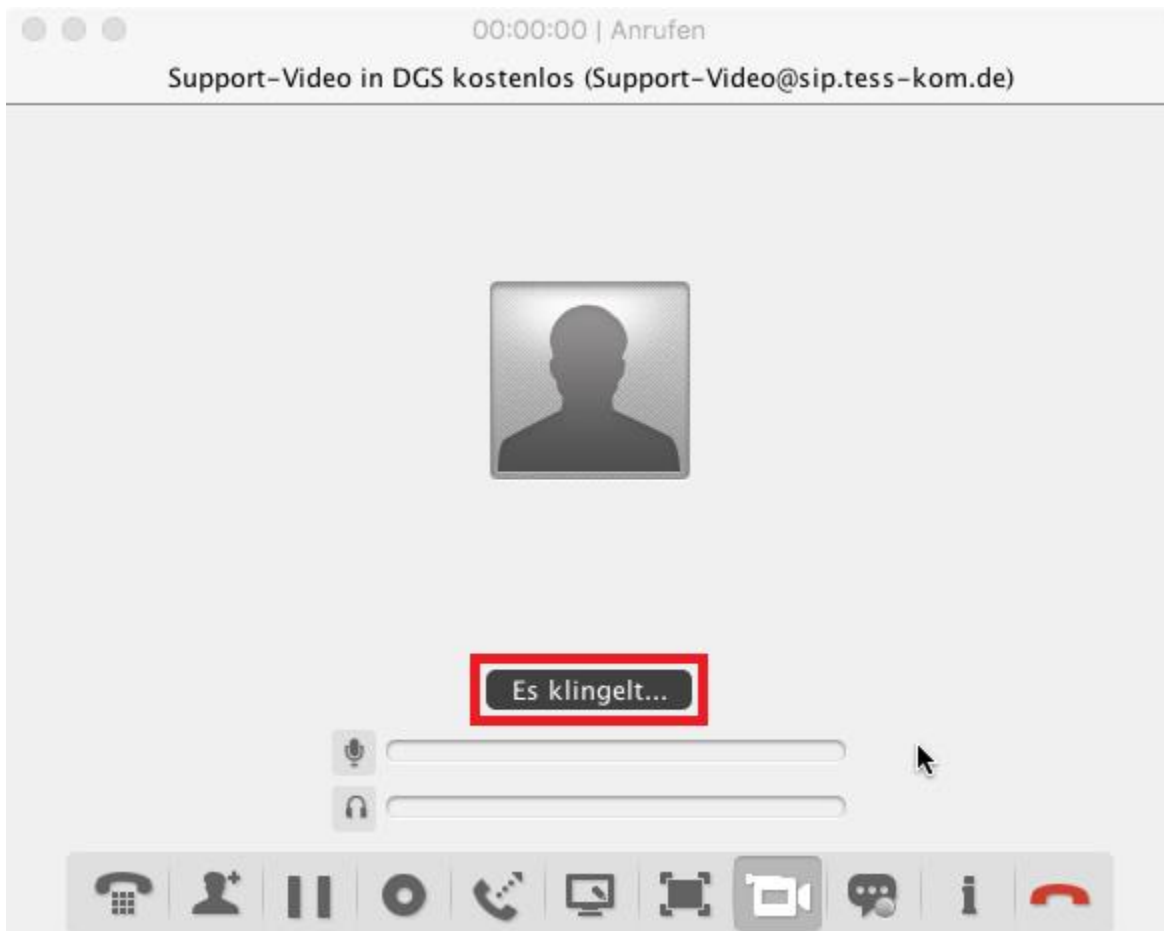 00:00:00 | Anrufen
Support-Video in DGS kostenlos (Support-Video@sip.tess-kom.de)
Es klingelt...